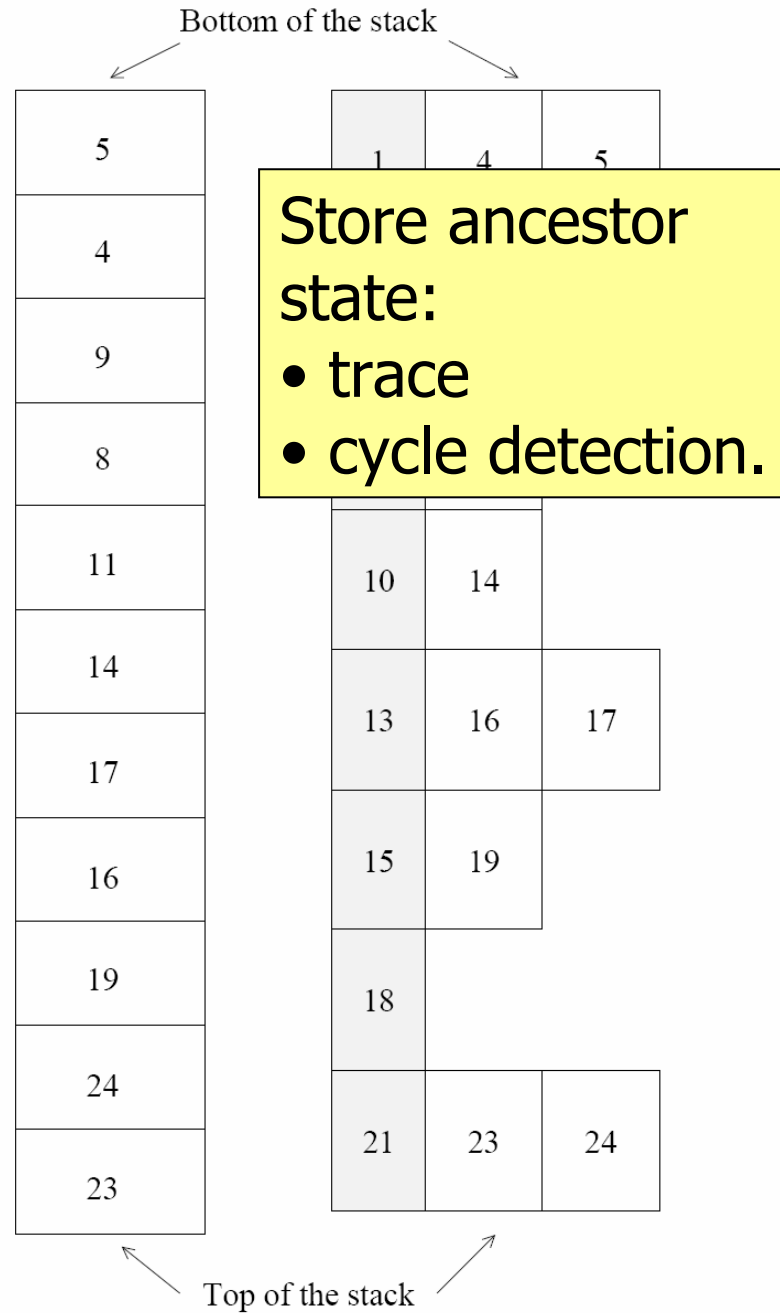 Bottom of the stack
5
4
9
8
11
14
17
16
19
24
23
1 4 5
Store ancestor
state:
• trace
• cycle detection.
10 14
13 16 17
15 19
18
21 23 24
Top of the stack